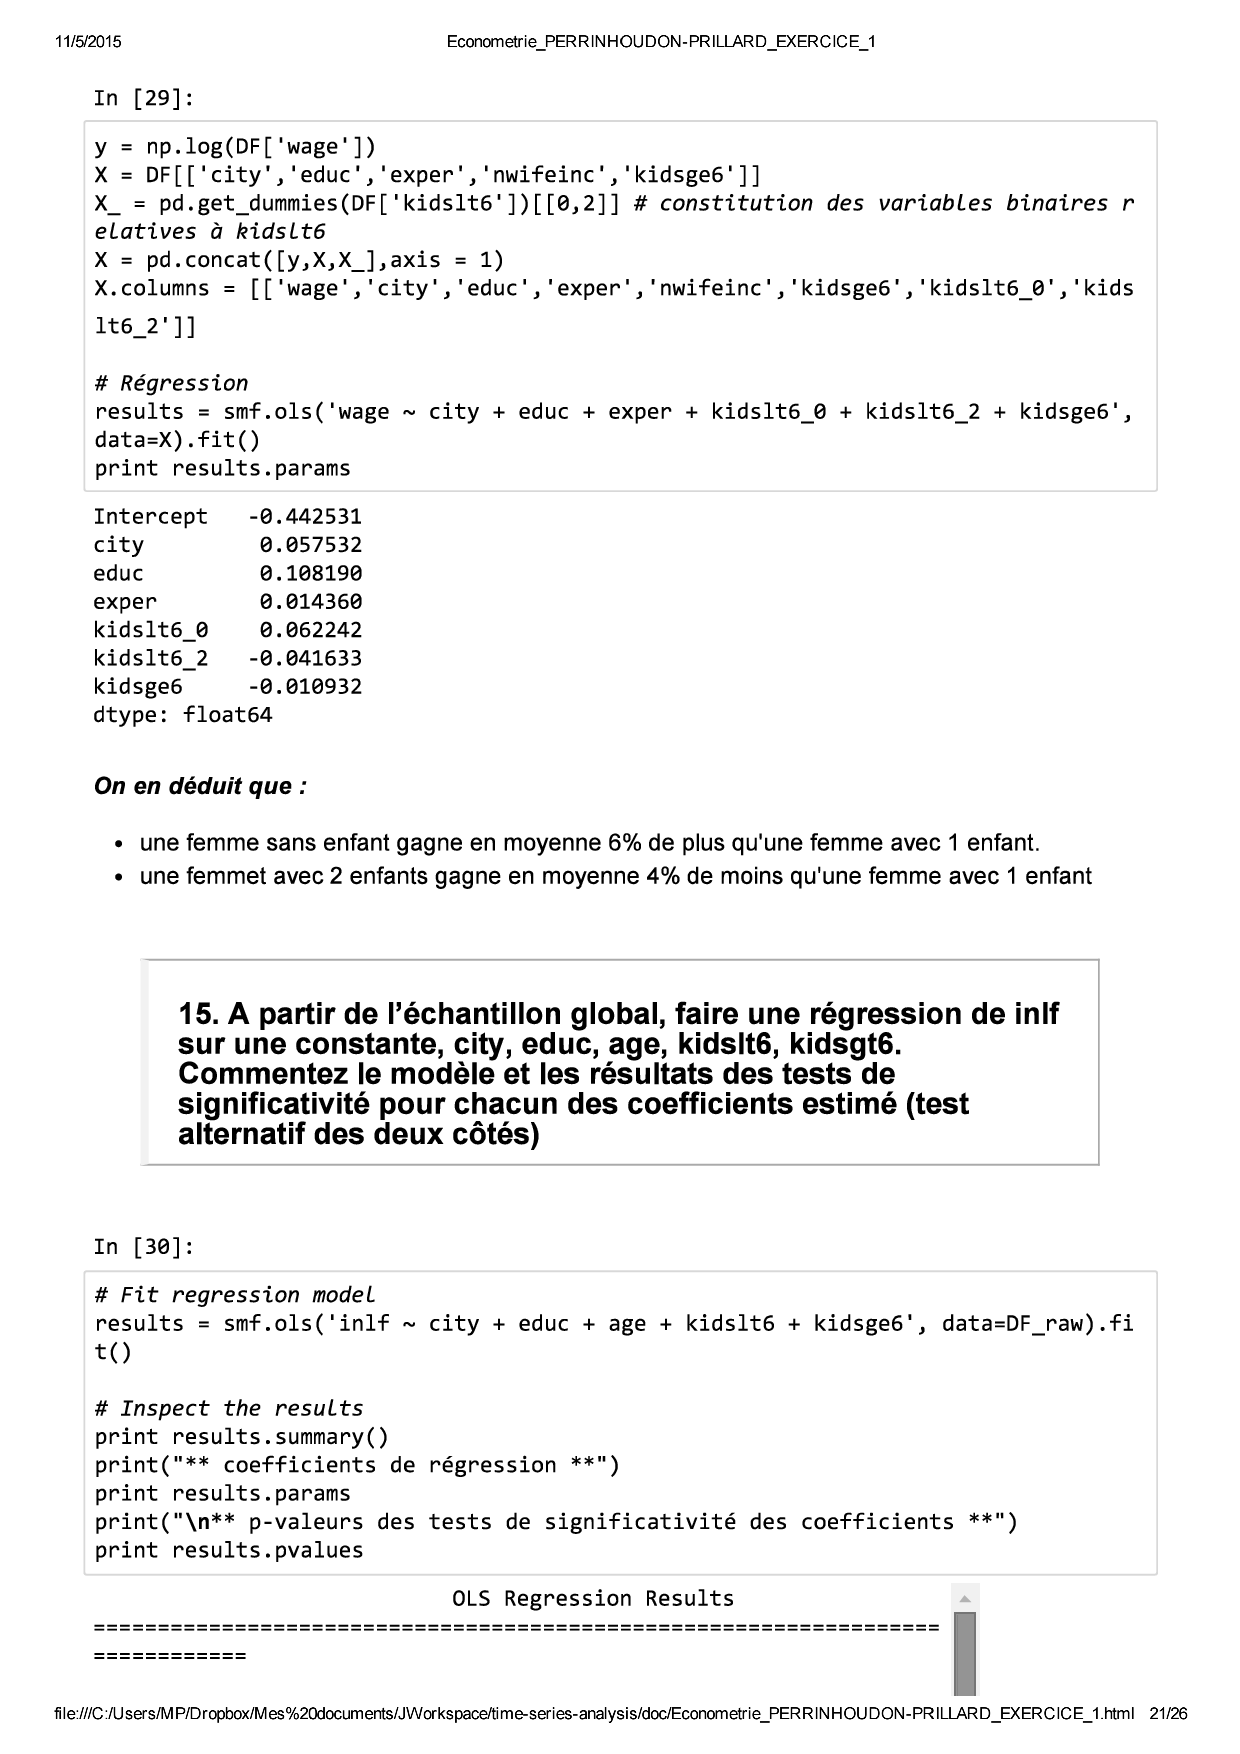 11/5/2015 Econometrie_PERRINHOUDON-PRILLARD_EXERCICE_1
In [29]:
y = np.log(DF['wage'])
X = DF[['city','educ','exper','nwifeinc','kidsge6']]
X_ = pd.get_dummies(DF['kidslt6'])[[0,2]] # constitution des variables binaires r
elatives à kidslt6
X = pd.concat([y,X,X_],axis = 1)
X.columns = [['wage','city','educ','exper','nwifeinc','kidsge6','kidslt6_0','kids
lt6_2']]
# Régression
results = smf.ols('wage ~ city + educ + exper + kidslt6_0 + kidslt6_2 + kidsge6',
data=X).fit()
print results.params
Intercept   -0.442531
city         0.057532
educ         0.108190
exper        0.014360
kidslt6_0    0.062242
kidslt6_2   -0.041633
kidsge6     -0.010932
dtype: float64
On en déduit que :
• une femme sans enfant gagne en moyenne 6% de plus qu'une femme avec 1 enfant.
• une femmet avec 2 enfants gagne en moyenne 4% de moins qu'une femme avec 1 enfant
15. A partir de l’échantillon global, faire une régression de inlf
sur une constante, city, educ, age, kidslt6, kidsgt6.
Commentez le modèle et les résultats des tests de
significativité pour chacun des coefficients estimé (test
alternatif des deux côtés)
In [30]:
# Fit regression model
results = smf.ols('inlf ~ city + educ + age + kidslt6 + kidsge6', data=DF_raw).fi
t()
# Inspect the results
print results.summary()
print("** coefficients de régression **")
print results.params
print("\n** p-valeurs des tests de significativité des coefficients **")
print results.pvalues
OLS Regression Results
==================================================================
============
file:///C:/Users/MP/Dropbox/Mes%20documents/JWorkspace/time-series-analysis/doc/Econometrie_PERRINHOUDON-PRILLARD_EXERCICE_1.html 21/26